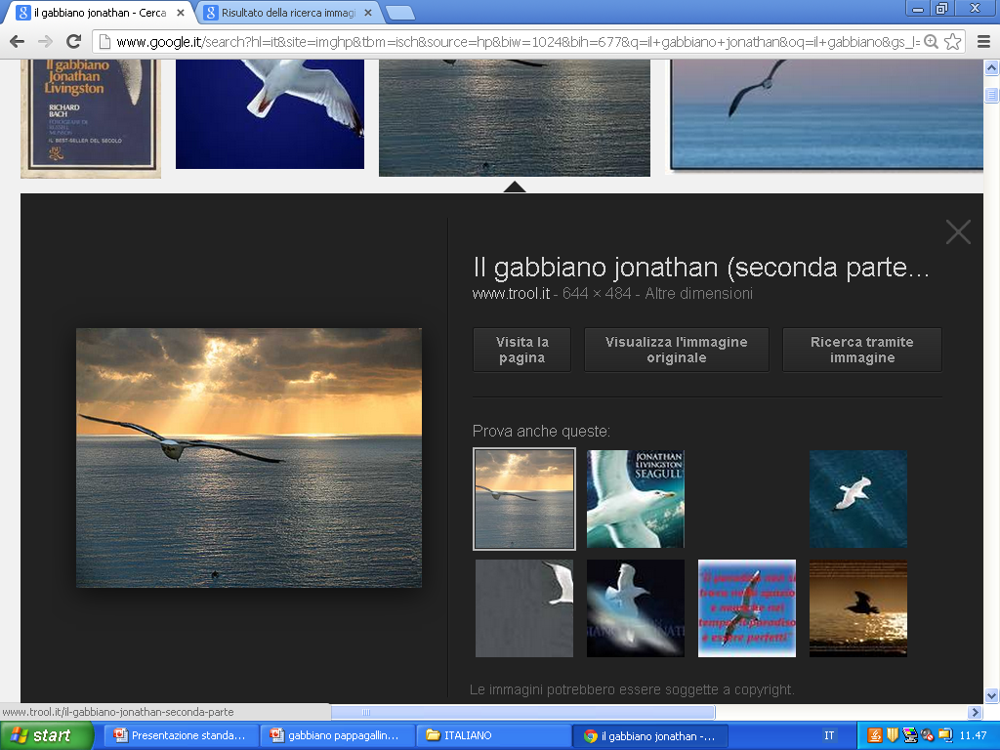 il gabbiano jonathan - Cerca
Risultato della ricerca immagi
www.google.it/search?hl=it&site=imghp&tbm=isch&source=hp&biw=1024&bih=677&q=il+gabbiano+jonathan&oq=il+gabbiano&gs_l=
Il gabbiano
Jonathan
Livingston
RICHARD
BACH
IL BEST-SELLER DEL SECOLO
Il gabbiano jonathan (seconda parte...
www.trool.it - 644 × 484 - Altre dimensioni
Visita la
pagina
Visualizza l'immagine
originale
Ricerca tramite
immagine
Prova anche queste:
JONATHAN
LIVINGSTON
SEAGULL
"Il paradiso non si
trova nello spazio
e neanche nel
tempo. Il paradiso
è essere perfetti"
Le immagini potrebbero essere soggette a copyright.
www.trool.it/il-gabbiano-jonathan-seconda-parte
start
Presentazione standa...
gabbiano pappagallin...
ITALIANO
il gabbiano jonathan -...
IT
11.47